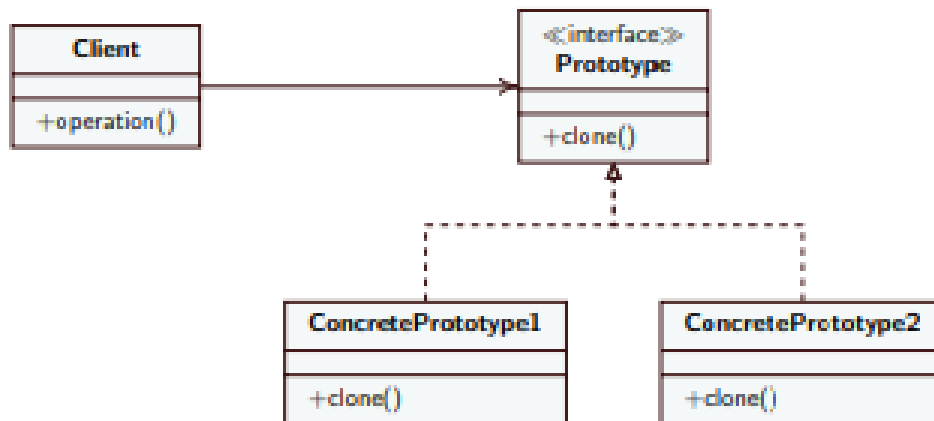 Client
+operation()
≪interface≫
Prototype
+clone()
ConcretePrototype1
+clone()
ConcretePrototype2
+clone()